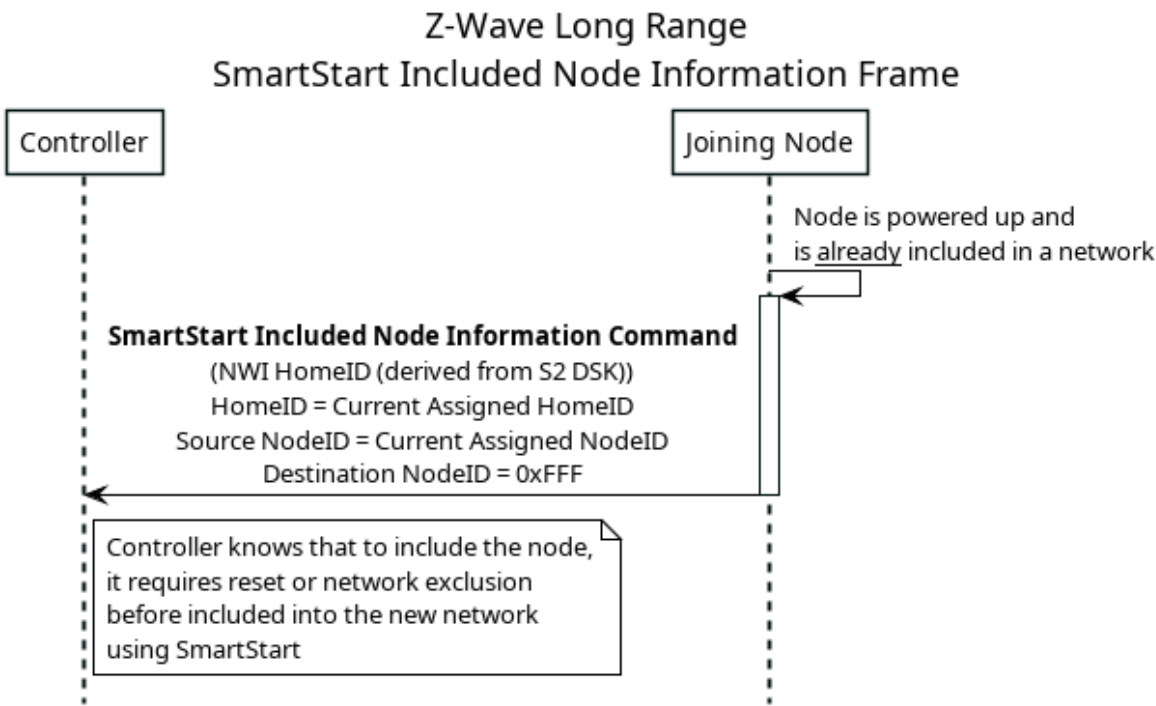 Z-Wave Long Range
SmartStart Included Node Information Frame
Controller
Joining Node
Node is powered up and
is already included in a network
SmartStart Included Node Information Command
(NWI HomeID (derived from S2 DSK))
HomeID = Current Assigned HomeID
Source NodeID = Current Assigned NodeID
Destination NodeID = 0xFFF
Controller knows that to include the node,
it requires reset or network exclusion
before included into the new network
using SmartStart